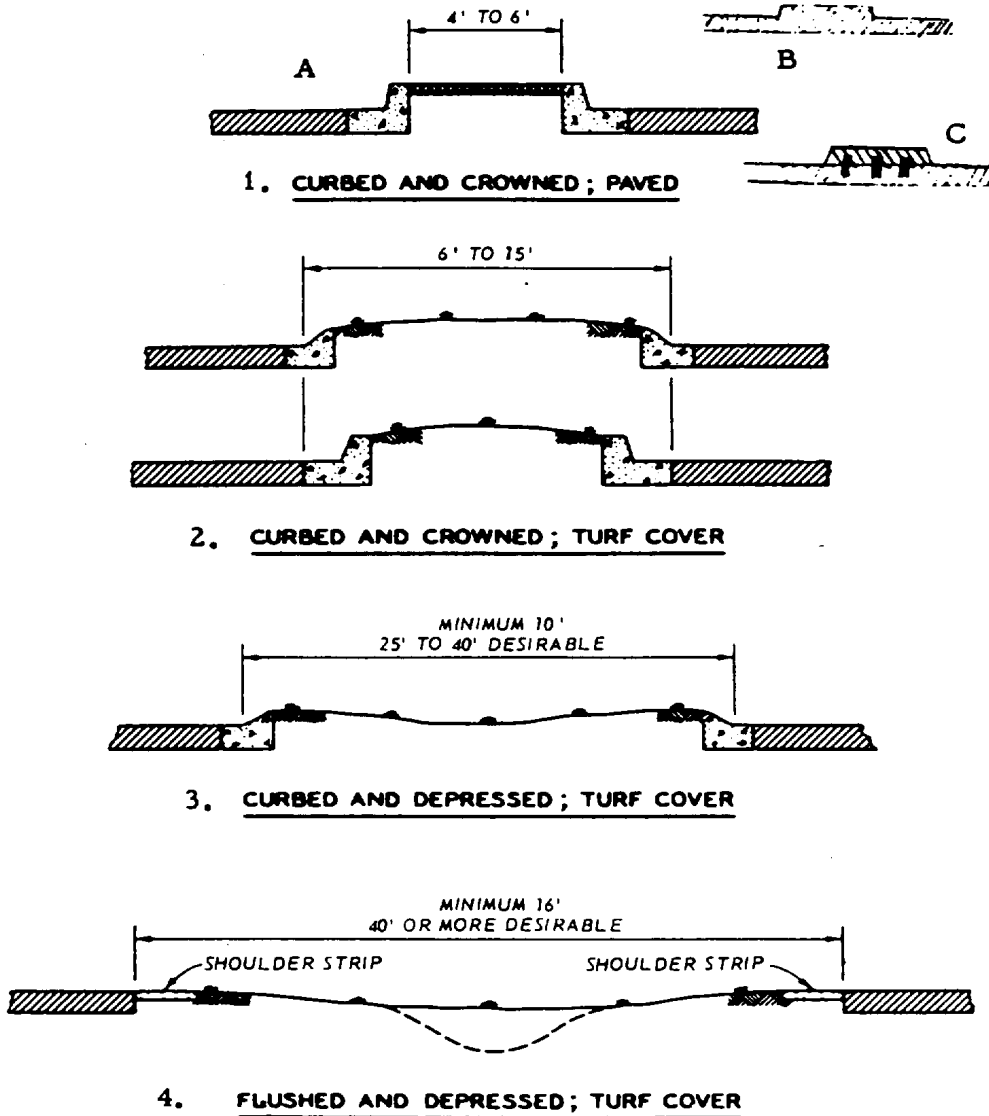 4' TO 6'
A
B
C
1. CURBED AND CROWNED; PAVED
6' TO 15'
2. CURBED AND CROWNED; TURF COVER
MINIMUM 10'
25' TO 40' DESIRABLE
3. CURBED AND DEPRESSED; TURF COVER
MINIMUM 16'
40' OR MORE DESIRABLE
SHOULDER STRIP
SHOULDER STRIP
4. FLUSHED AND DEPRESSED; TURF COVER